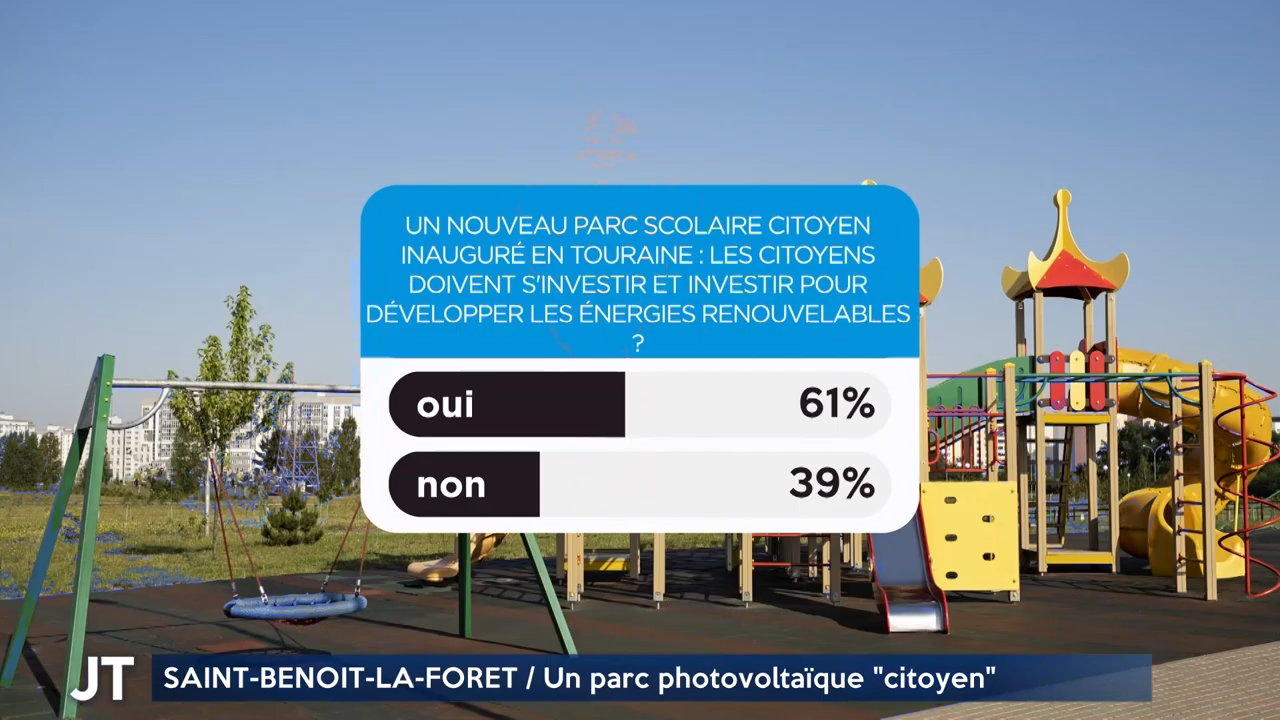 UN NOUVEAU PARC SCOLAIRE CITOYEN
INAUGURÉ EN TOURAINE : LES CITOYENS
DOIVENT S'INVESTIR ET INVESTIR POUR
DÉVELOPPER LES ÉNERGIES RENOUVELABLES
?
oui 61%
non 39%
JT SAINT-BENOIT-LA-FORET / Un parc photovoltaïque "citoyen"